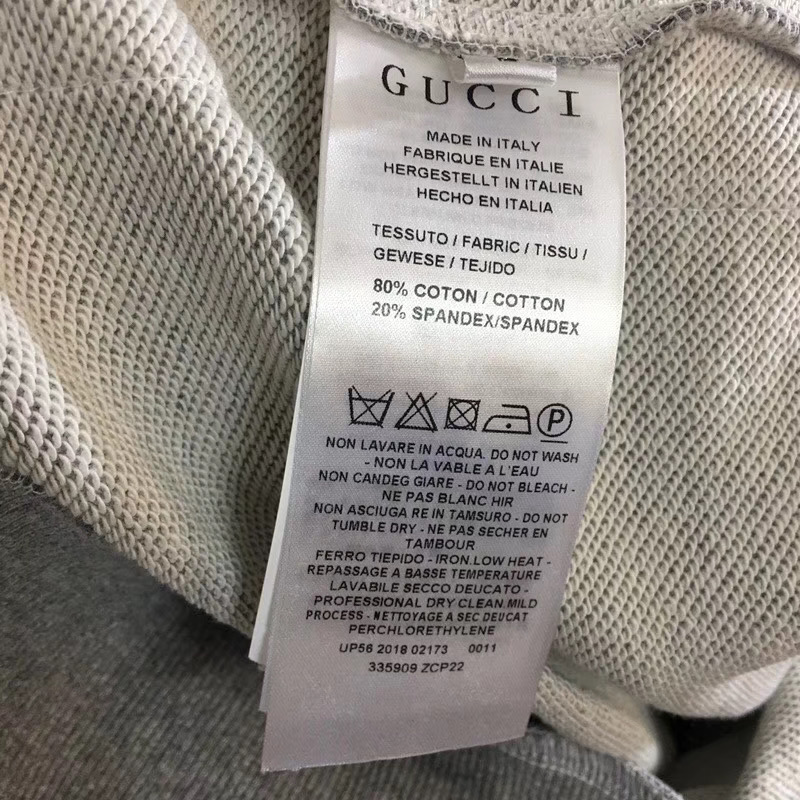 GUCCI
MADE IN ITALY
FABRIQUE EN ITALIE
HERGESTELLT IN ITALIEN
HECHO EN ITALIA
TESSUTO / FABRIC / TISSU /
GEWESE / TEJIDO
80% COTON / COTTON
20% SPANDEX/SPANDEX
P
NON LAVARE IN ACQUA. DO NOT WASH
- NON LA VABLE A L'EAU
NON CANDEG GIARE - DO NOT BLEACH -
NE PAS BLANC HIR
NON ASCIUGA RE IN TAMSURO - DO NOT
TUMBLE DRY - NE PAS SECHER EN
TAMBOUR
FERRO TIEPIDO - IRON.LOW HEAT -
REPASSAGE A BASSE TEMPERATURE
LAVABILE SECCO DEUCATO -
PROFESSIONAL DRY CLEAN.MILD
PROCESS - NETTOYAGE A SEC DEUCAT
PERCHLORETHYLENE
UP56 2018 02173 0011
335909 ZCP22